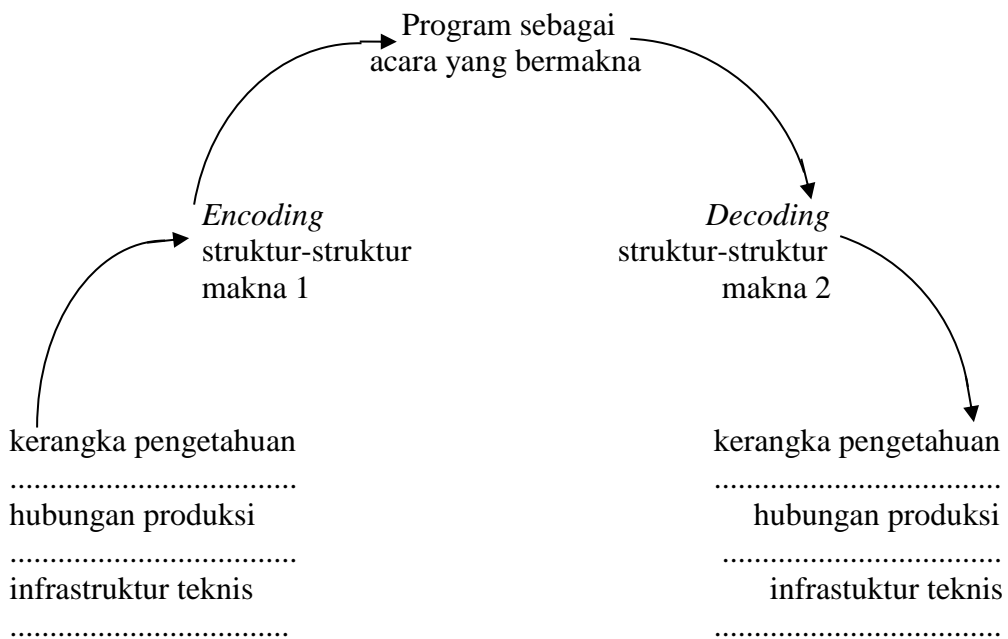 Program sebagai
acara yang bermakna
Encoding
struktur-struktur
makna 1
Decoding
struktur-struktur
makna 2
kerangka pengetahuan
....................................
hubungan produksi
....................................
infrastruktur teknis
...................................
kerangka pengetahuan
....................................
hubungan produksi
...................................
infrastuktur teknis
....................................